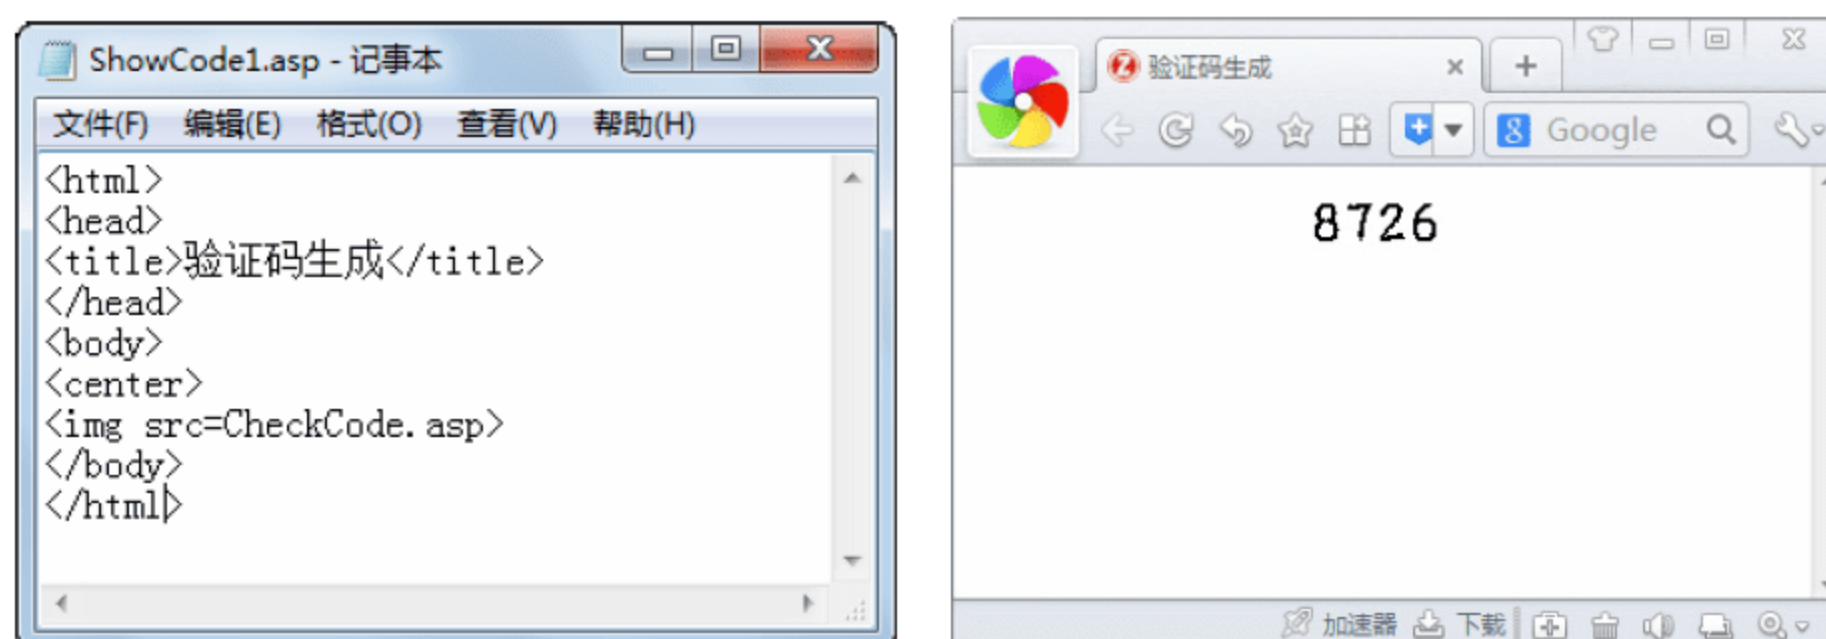 ShowCode1.asp - 记事本
文件(F) 编辑(E) 格式(O) 查看(V) 帮助(H)
<html>
<head>
<title>验证码生成</title>
</head>
<body>
<center>
<img src=CheckCode.asp>
</body>
</html>
验证码生成
Google
8726
加速器 下载